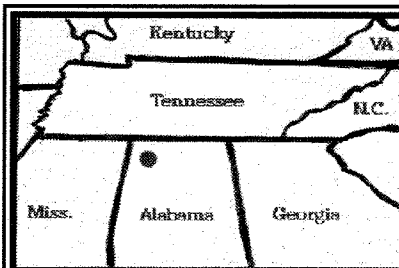 Kentucky
VA
Tennessee
N.C.
Miss.
Alabama
Georgia